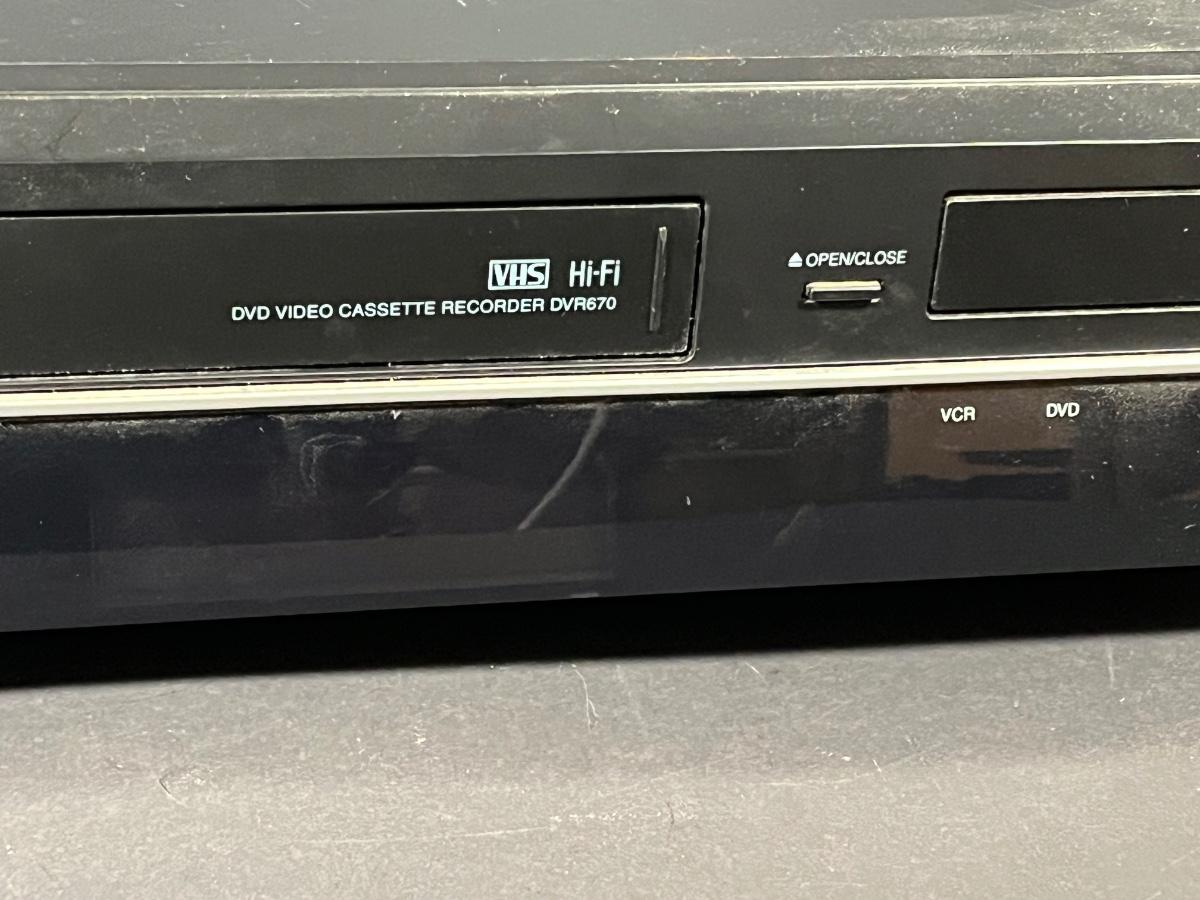 VHS Hi-Fi
DVD VIDEO CASSETTE RECORDER DVR670
⏏ OPEN/CLOSE
VCR DVD